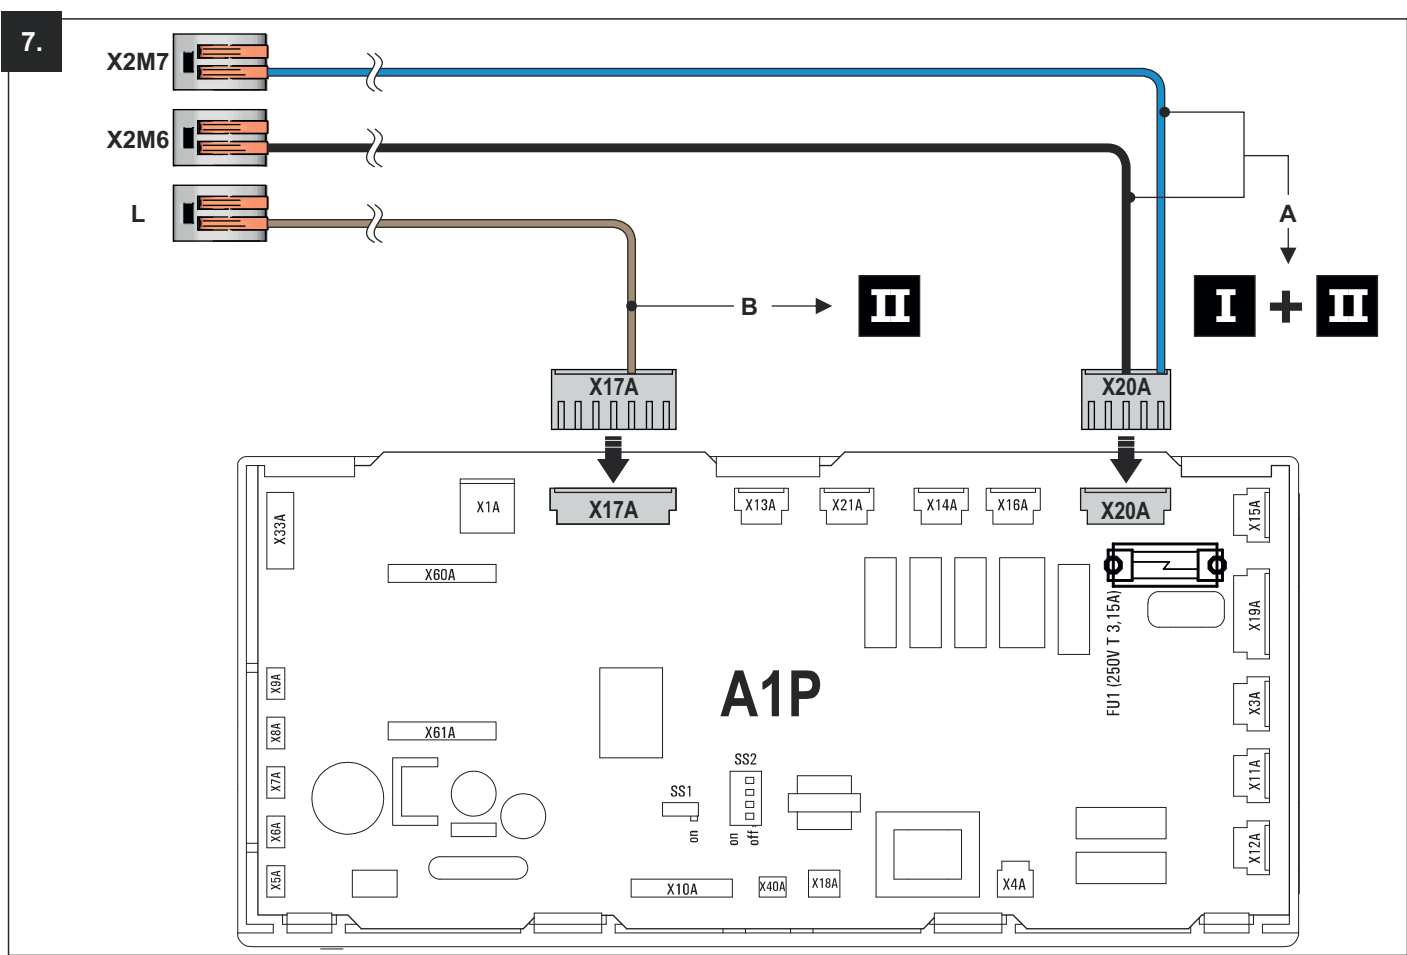 7.
X2M7
X2M6
L
A
B
II
I + II
X17A
X20A
X33A
X1A
X17A
X13A
X21A
X14A
X16A
X20A
X15A
X60A
FU1 (250V T 3,15A)
X19A
X9A
A1P
X3A
X8A
X61A
X7A
SS1
on
SS2
on
off
X11A
X6A
X12A
X5A
X10A
X40A
X18A
X4A